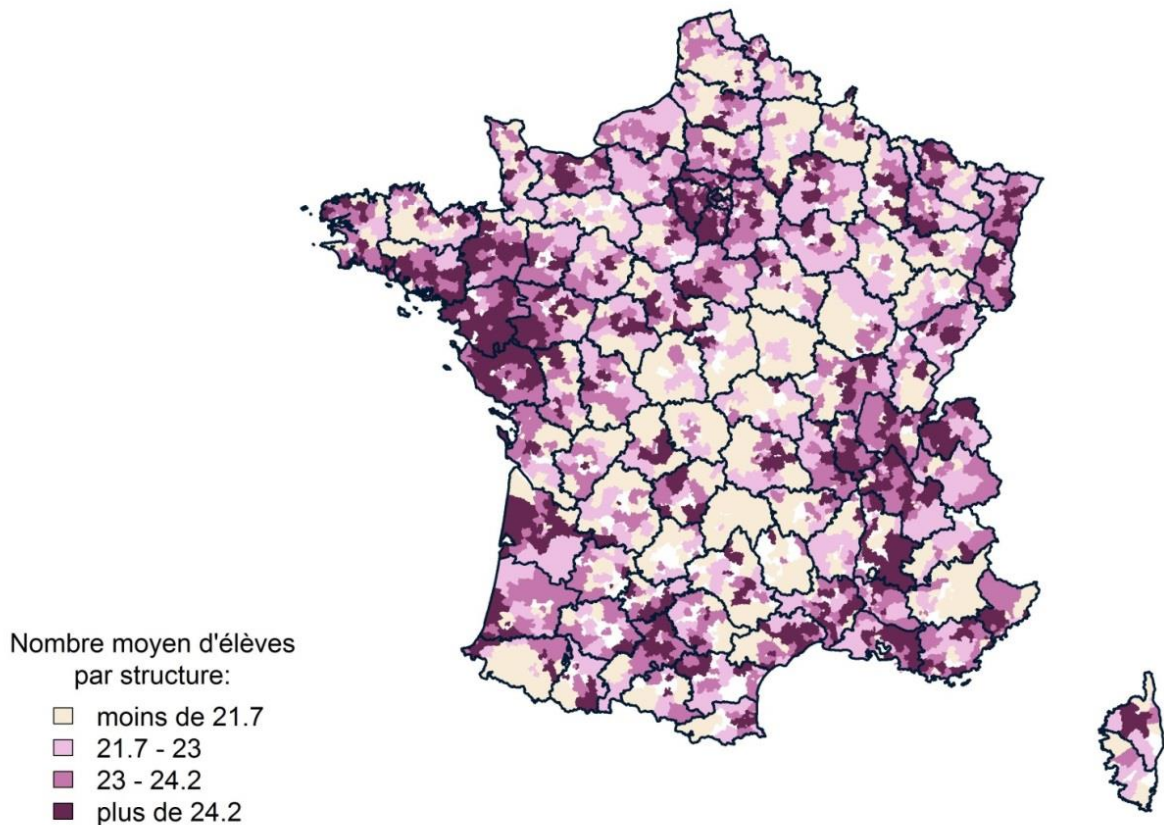 Nombre moyen d'élèves
par structure:
moins de 21.7
21.7 - 23
23 - 24.2
plus de 24.2